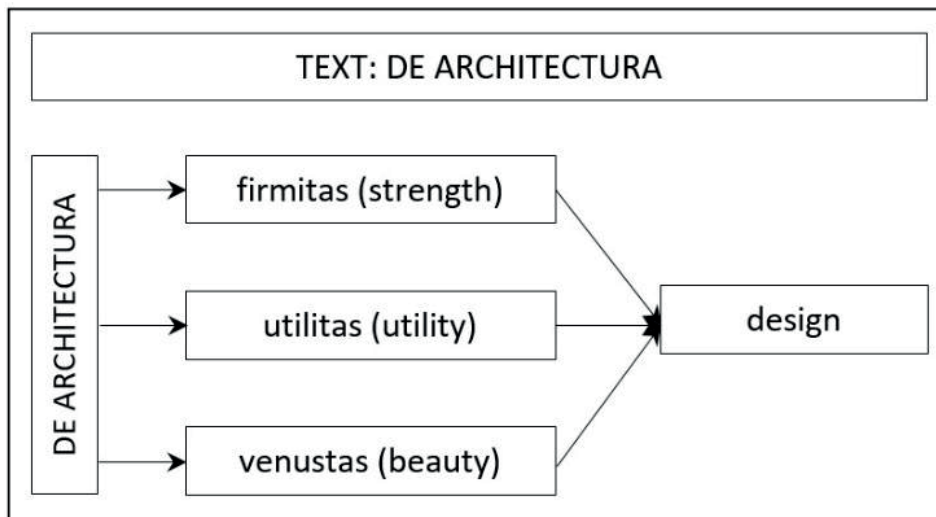 TEXT: DE ARCHITECTURA
DE ARCHITECTURA
firmitas (strength)
utilitas (utility)
venustas (beauty)
design